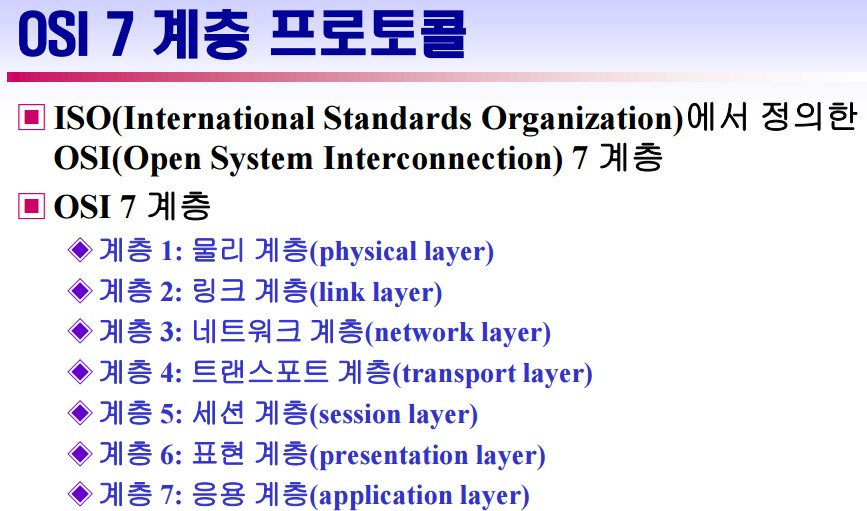 OSI 7 계층 프로토콜
ISO(International Standards Organization)에서 정의한
OSI(Open System Interconnection) 7 계층
OSI 7 계층
계층 1: 물리 계층(physical layer)
계층 2: 링크 계층(link layer)
계층 3: 네트워크 계층(network layer)
계층 4: 트랜스포트 계층(transport layer)
계층 5: 세션 계층(session layer)
계층 6: 표현 계층(presentation layer)
계층 7: 응용 계층(application layer)